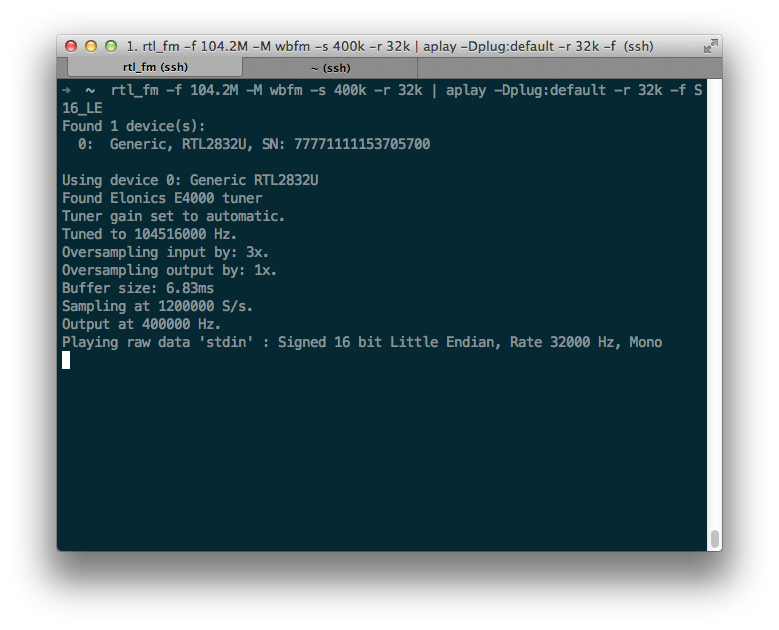 1. rtl_fm -f 104.2M -M wbfm -s 400k -r 32k | aplay -Dplug:default -r 32k -f (ssh)
rtl_fm (ssh)
~ (ssh)
→ ~ rtl_fm -f 104.2M -M wbfm -s 400k -r 32k | aplay -Dplug:default -r 32k -f S
16_LE
Found 1 device(s):
0: Generic, RTL2832U, SN: 77771111153705700
Using device 0: Generic RTL2832U
Found Elonics E4000 tuner
Tuner gain set to automatic.
Tuned to 104516000 Hz.
Oversampling input by: 3x.
Oversampling output by: 1x.
Buffer size: 6.83ms
Sampling at 1200000 S/s.
Output at 400000 Hz.
Playing raw data 'stdin' : Signed 16 bit Little Endian, Rate 32000 Hz, Mono